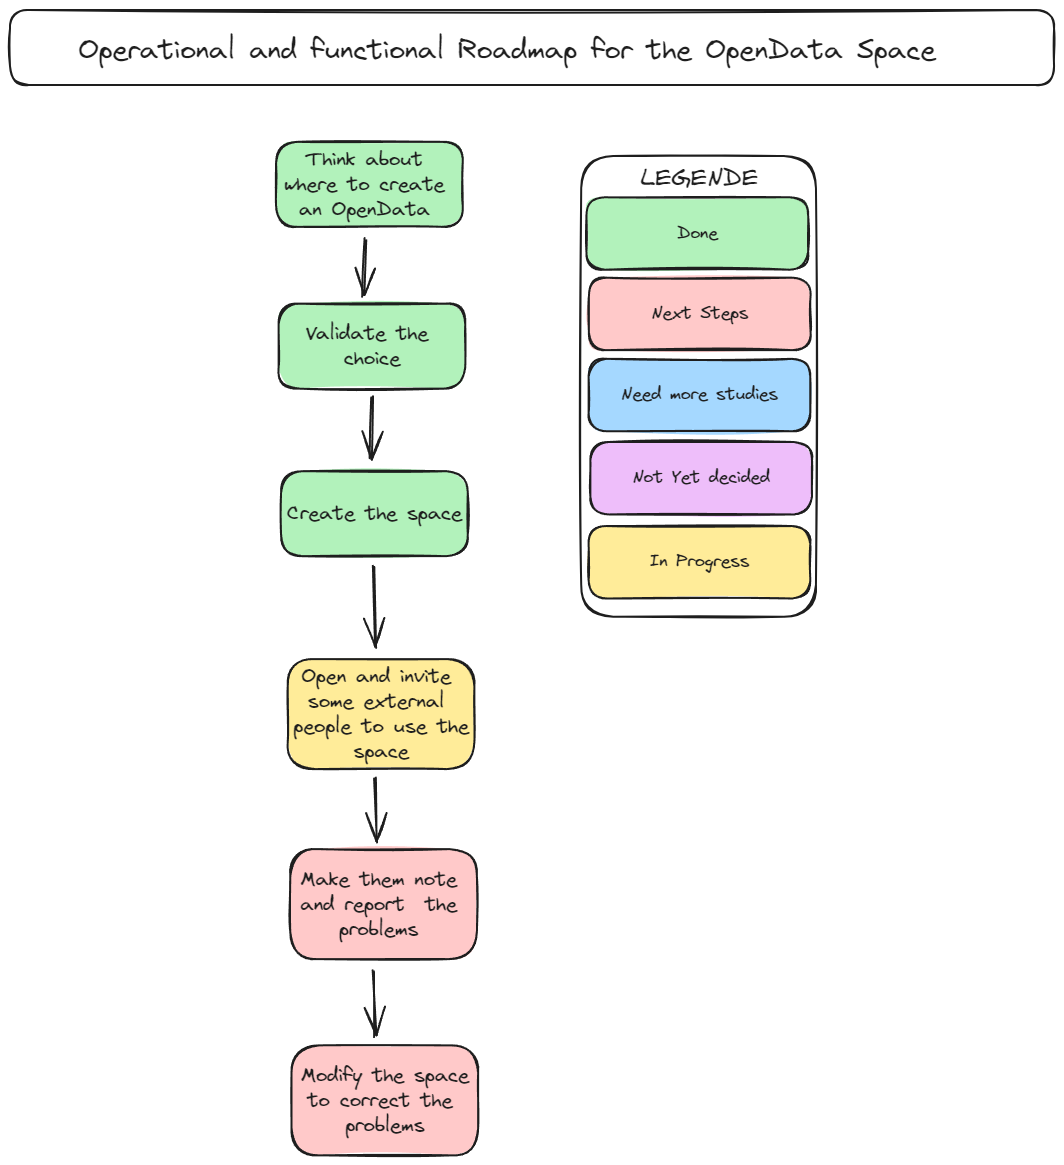 Operational and functional Roadmap for the OpenData Space
Think about
where to create
an OpenData
Validate the
choice
Create the space
Open and invite
some external
people to use the
space
Make them note
and report the
problems
Modify the space
to correct the
problems
LEGENDE
Done
Next Steps
Need more studies
Not Yet decided
In Progress